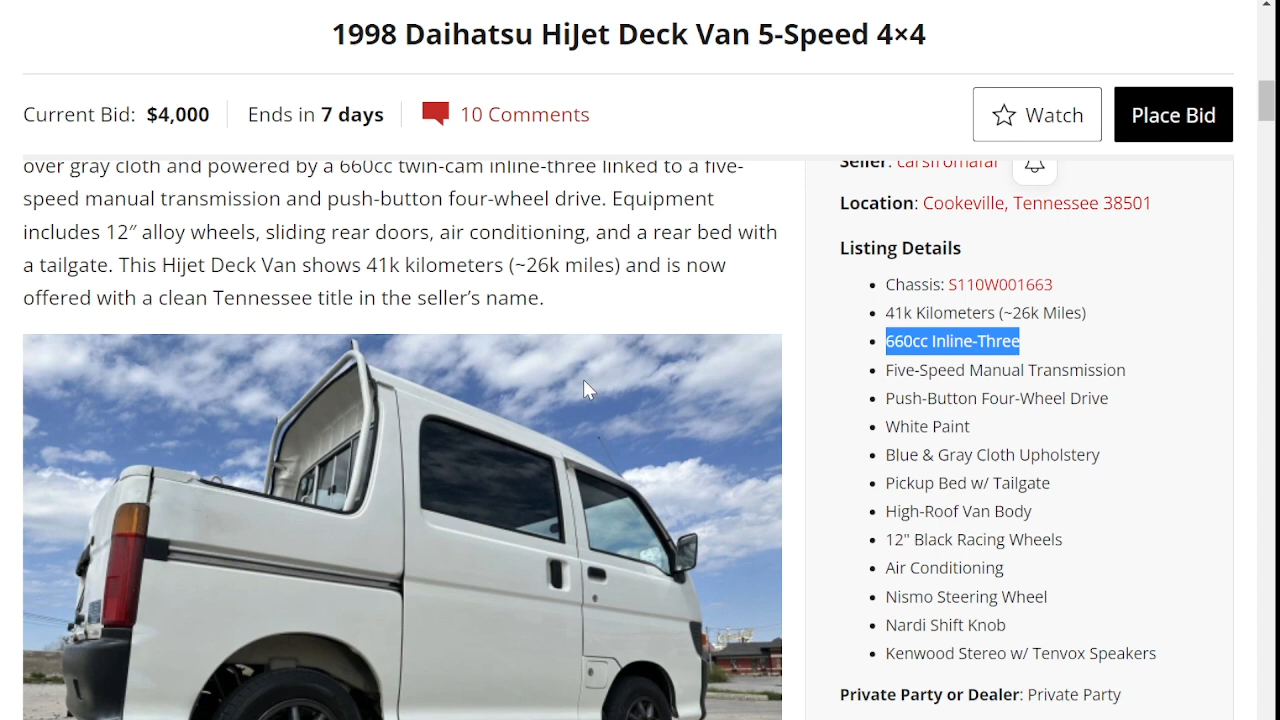 1998 Daihatsu HiJet Deck Van 5-Speed 4×4
Current Bid: $4,000 Ends in 7 days 10 Comments Watch Place Bid
over gray cloth and powered by a 660cc twin-cam inline-three linked to a five-
speed manual transmission and push-button four-wheel drive. Equipment
includes 12″ alloy wheels, sliding rear doors, air conditioning, and a rear bed with
a tailgate. This Hijet Deck Van shows 41k kilometers (~26k miles) and is now
offered with a clean Tennessee title in the seller’s name.
Seller: carsfromafar
Location: Cookeville, Tennessee 38501
Listing Details
Chassis: S110W001663
41k Kilometers (~26k Miles)
660cc Inline-Three
Five-Speed Manual Transmission
Push-Button Four-Wheel Drive
White Paint
Blue & Gray Cloth Upholstery
Pickup Bed w/ Tailgate
High-Roof Van Body
12" Black Racing Wheels
Air Conditioning
Nismo Steering Wheel
Nardi Shift Knob
Kenwood Stereo w/ Tenvox Speakers
Private Party or Dealer: Private Party